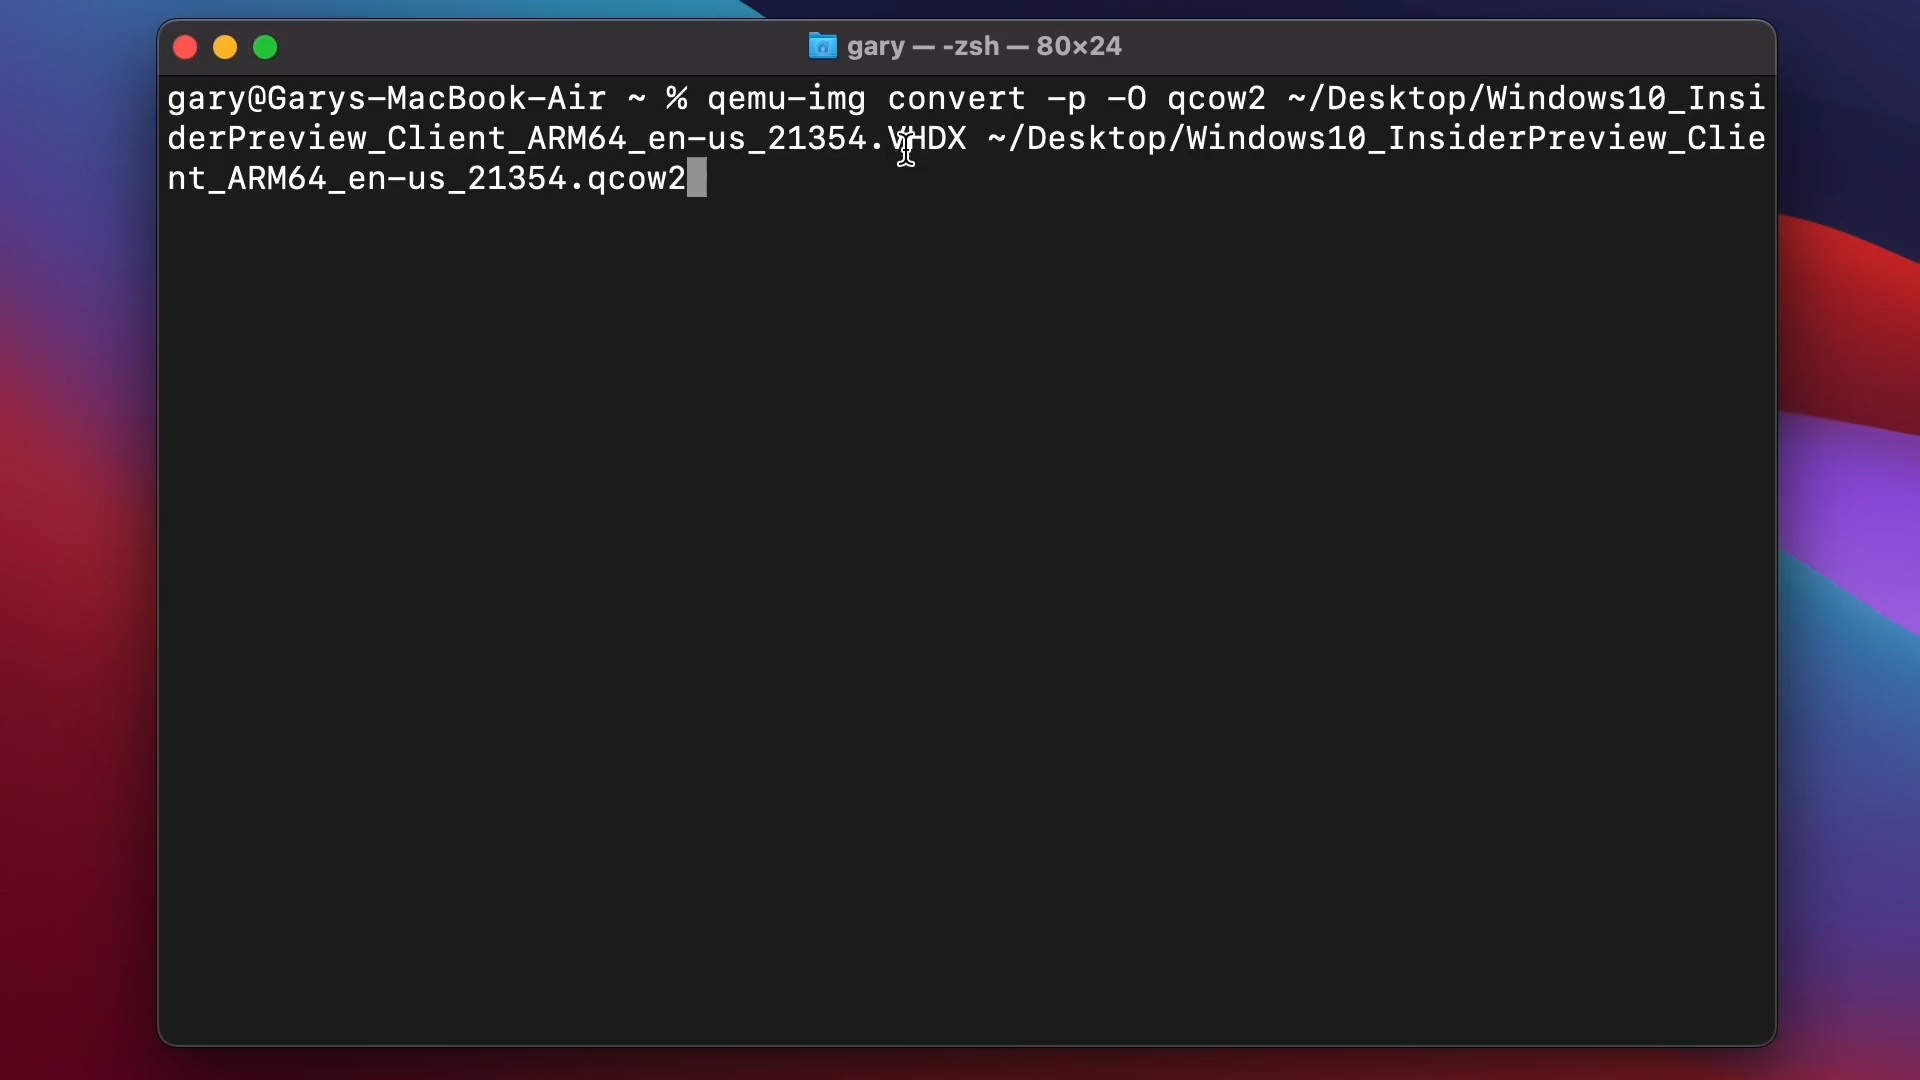 gary — -zsh — 80×24
gary@Garys-MacBook-Air ~ % qemu-img convert -p -O qcow2 ~/Desktop/Windows10_Insi
derPreview_Client_ARM64_en-us_21354.VHDX ~/Desktop/Windows10_InsiderPreview_Clie
nt_ARM64_en-us_21354.qcow2